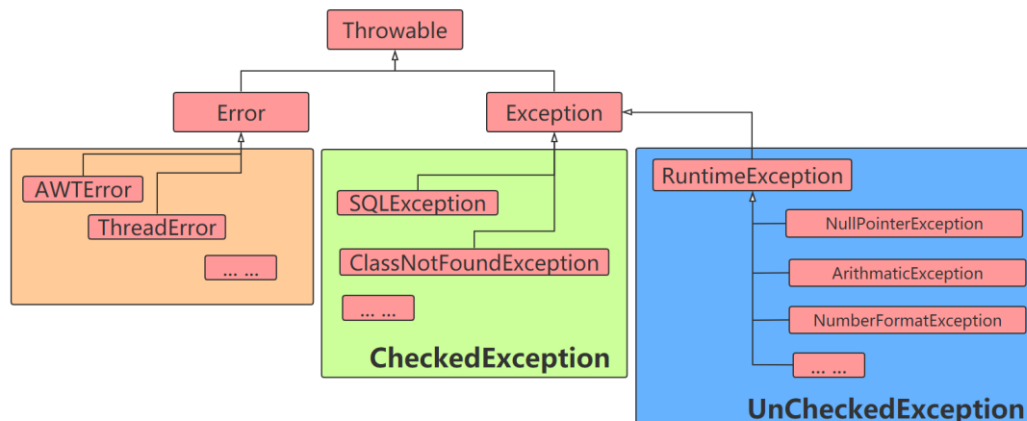 Throwable
Error
Exception
AWTError
ThreadError
... ...
SQLException
ClassNotFoundException
... ...
CheckedException
RuntimeException
NullPointerException
ArithmaticException
NumberFormatException
... ...
UnCheckedException